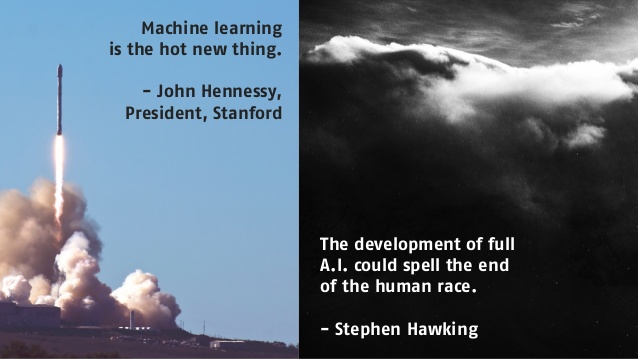 Machine learning
is the hot new thing.
– John Hennessy,
President, Stanford
The development of full
A.I. could spell the end
of the human race.
– Stephen Hawking